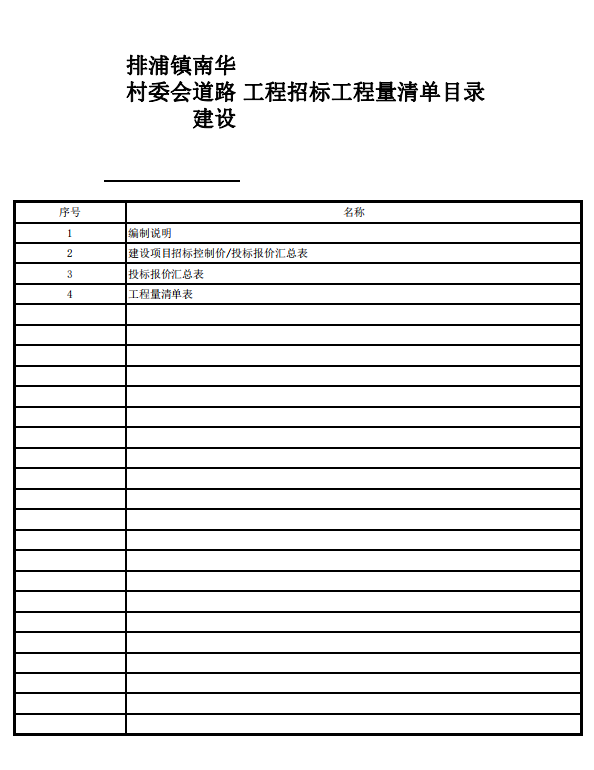 排浦镇南华
村委会道路 工程招标工程量清单目录
建设
序号 名称
1 编制说明
2 建设项目招标控制价/投标报价汇总表
3 投标报价汇总表
4 工程量清单表